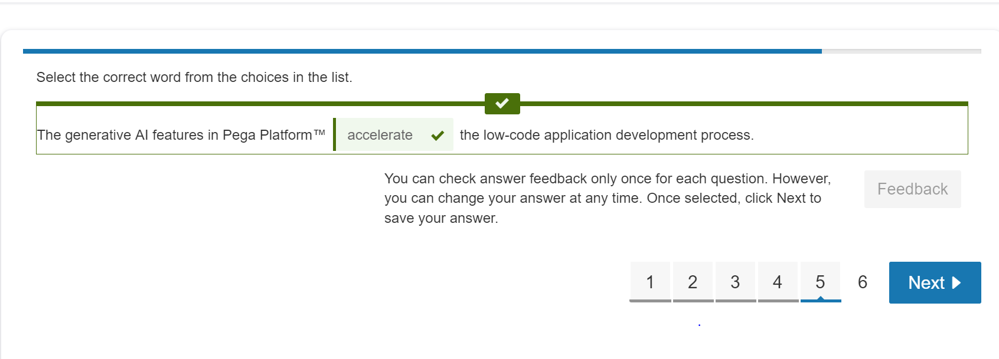 Select the correct word from the choices in the list.
The generative AI features in Pega Platform™ accelerate the low-code application development process.
You can check answer feedback only once for each question. However,
you can change your answer at any time. Once selected, click Next to
save your answer.
Feedback
1 2 3 4 5 6 Next